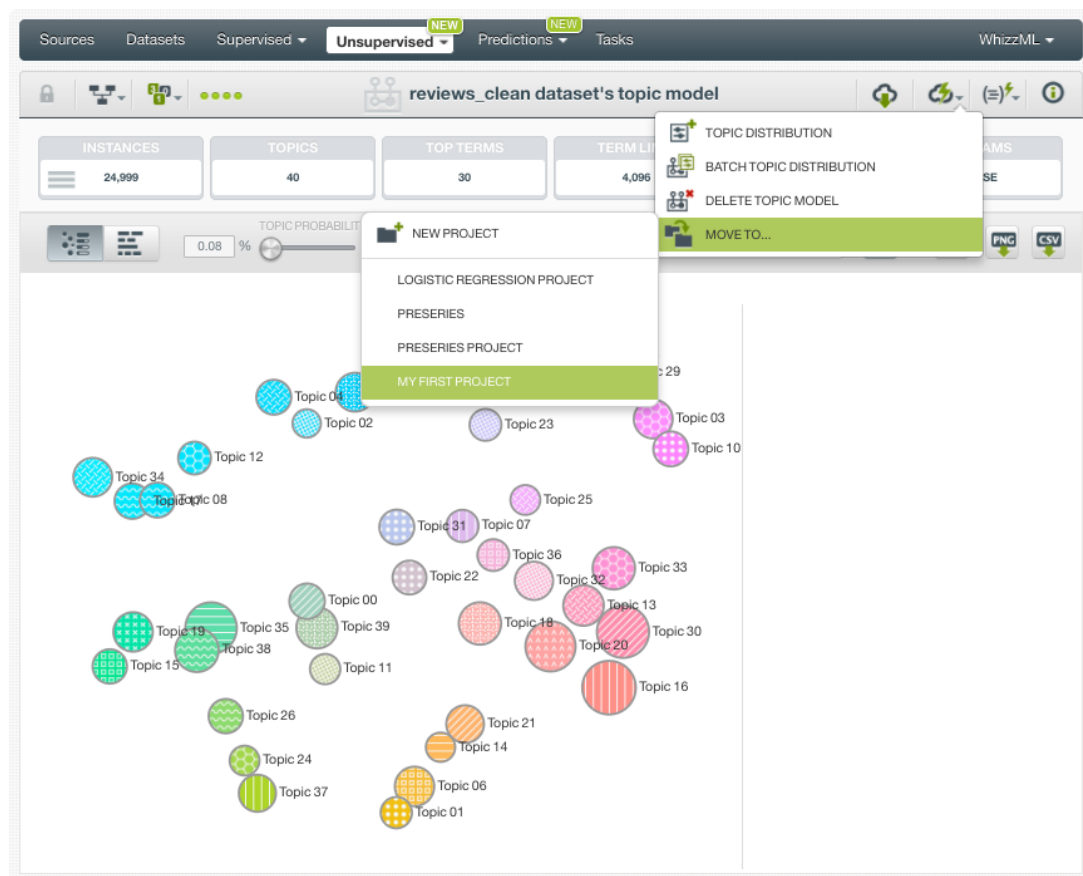 NEW
NEW
Sources Datasets Supervised Unsupervised Predictions Tasks WhizzML
reviews_clean dataset's topic model
INSTANCES TOPICS TOP TERMS TERM LI
24,999 40 30 4,096 SE
TOPIC DISTRIBUTION
BATCH TOPIC DISTRIBUTION
DELETE TOPIC MODEL
MOVE TO...
TOPIC PROBABILIT
0.08 %
PNG CSV
NEW PROJECT
LOGISTIC REGRESSION PROJECT
PRESERIES
PRESERIES PROJECT
MY FIRST PROJECT
29
Topic 04
Topic 02
Topic 23
Topic 03
Topic 10
Topic 12
Topic 34
Topic 17
Topic 08
Topic 25
Topic 31
Topic 07
Topic 36
Topic 22
Topic 32
Topic 33
Topic 00
Topic 13
Topic 19
Topic 35
Topic 39
Topic 18
Topic 30
Topic 38
Topic 20
Topic 15
Topic 11
Topic 16
Topic 26
Topic 21
Topic 14
Topic 24
Topic 37
Topic 06
Topic 01